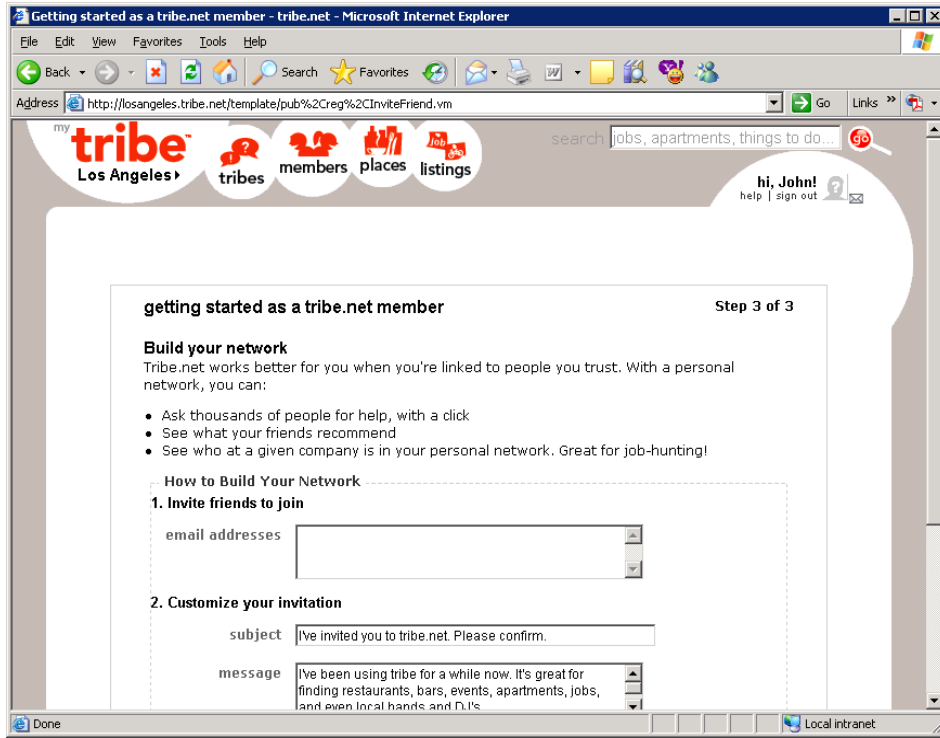 Getting started as a tribe.net member - tribe.net - Microsoft Internet Explorer
File Edit View Favorites Tools Help
Back Search Favorites
Address http://losangeles.tribe.net/template/pub%2Creg%2CInviteFriend.vm Go Links »
my tribe™
Los Angeles
tribes
members
places
Job
listings
search jobs, apartments, things to do... go
hi, John!
help | sign out
getting started as a tribe.net member Step 3 of 3
Build your network
Tribe.net works better for you when you're linked to people you trust. With a personal
network, you can:
• Ask thousands of people for help, with a click
• See what your friends recommend
• See who at a given company is in your personal network. Great for job-hunting!
How to Build Your Network
1. Invite friends to join
email addresses
2. Customize your invitation
subject I've invited you to tribe.net. Please confirm.
message I've been using tribe for a while now. It's great for
finding restaurants, bars, events, apartments, jobs,
and even local bands and DJ's
Done Local intranet